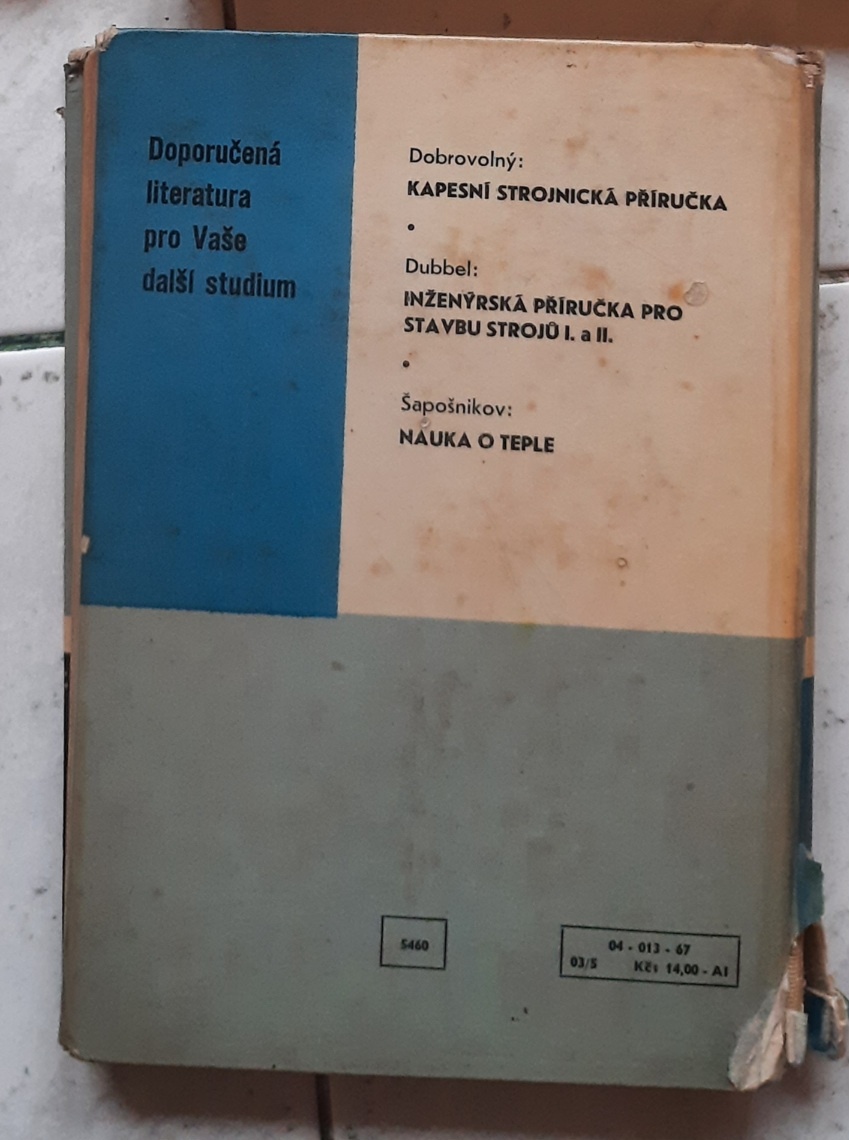 Doporučená
literatura
pro Vaše
další studium
Dobrovolný:
KAPESNÍ STROJNICKÁ PŘÍRUČKA
•
Dubbel:
INŽENÝRSKÁ PŘÍRUČKA PRO
STAVBU STROJŮ I. a II.
•
Šapošnikov:
NAUKA O TEPLE
S460
04 - 013 - 67
03/5 Kčs 14,00 - AI